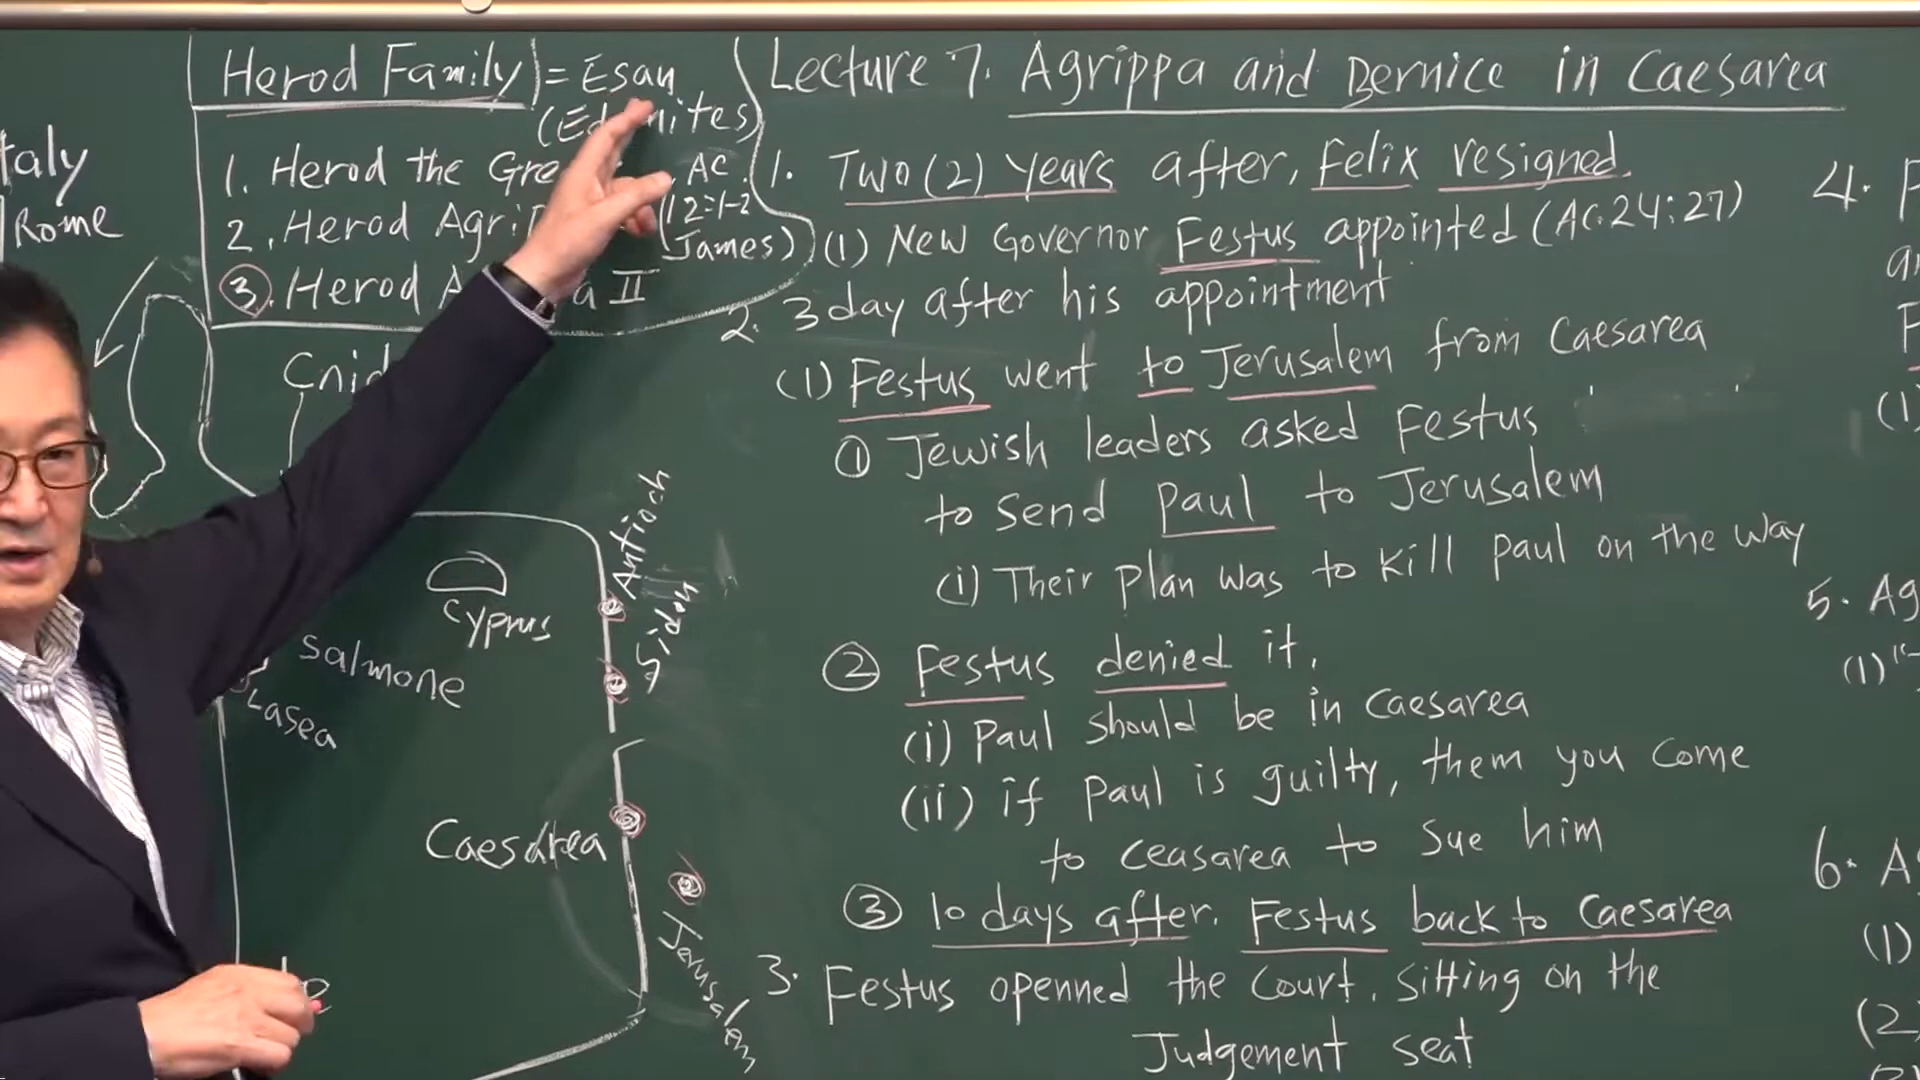 Herod Family = Esau
1. Herod the
2. Herod
3. Herod II
AC
12:1-2
James)
Italy
Rome
Antioch
Sidon
Cyprus
Salmone
Lasea
Caesarea
Jerusalem
Lecture 7. Agrippa and Bernice in Caesarea
1. Two (2) years after, Felix resigned.
(1) New Governor Festus appointed (AC.24:27)
2. 3day after his appointment
(1) Festus went to Jerusalem from Caesarea
① Jewish leaders asked Festus
to send Paul to Jerusalem
(i) Their plan was to kill Paul on the way
② Festus denied it.
(i) Paul should be in Caesarea
(ii) if Paul is guilty, them you come
to ceasarea to sue him
③ 10 days after. Festus back to Caesarea
3. Festus openned the court. sitting on the
Judgement seat
4.
(1)
5. Ag
(1)
6. A
(1)
(2)